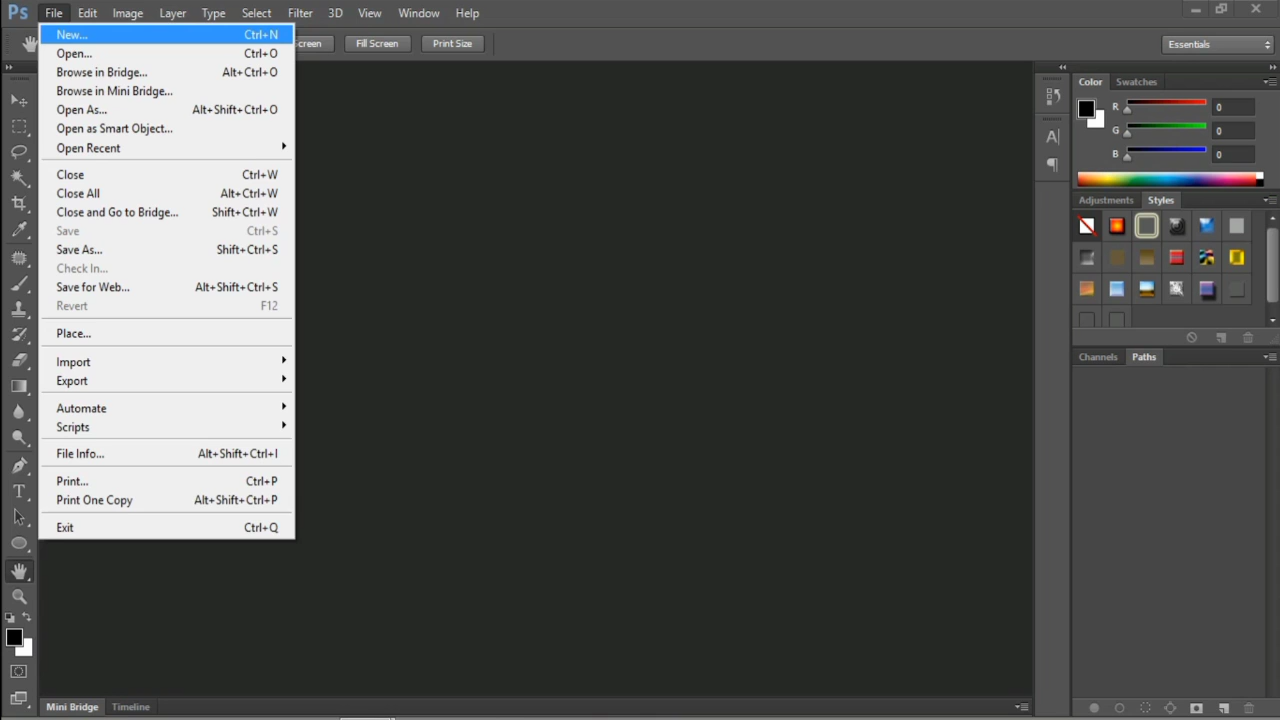 Ps File Edit Image Layer Type Select Filter 3D View Window Help
New... Ctrl+N
Screen Fill Screen Print Size Essentials
Open... Ctrl+O
Browse in Bridge... Alt+Ctrl+O
Browse in Mini Bridge...
Open As... Alt+Shift+Ctrl+O
Open as Smart Object...
Open Recent
Close Ctrl+W
Close All Alt+Ctrl+W
Close and Go to Bridge... Shift+Ctrl+W
Save Ctrl+S
Save As... Shift+Ctrl+S
Check In...
Save for Web... Alt+Shift+Ctrl+S
Revert F12
Place...
Import
Export
Automate
Scripts
File Info... Alt+Shift+Ctrl+I
Print... Ctrl+P
Print One Copy Alt+Shift+Ctrl+P
Exit Ctrl+Q
Color Swatches
R 0
G 0
B 0
Adjustments Styles
Channels Paths
Mini Bridge Timeline